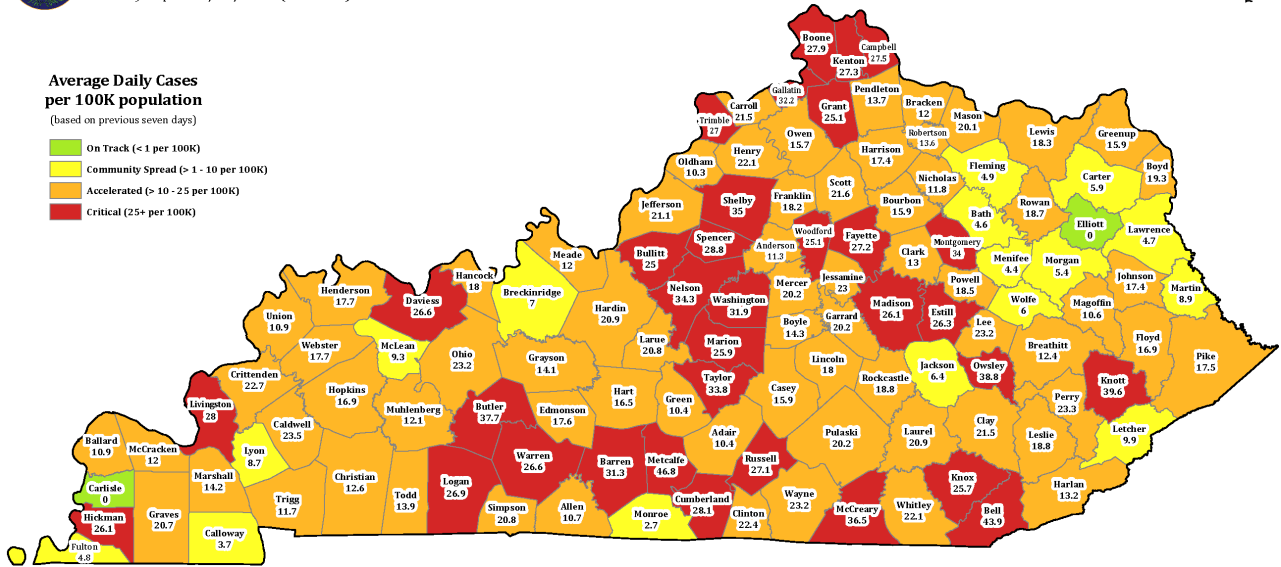 Average Daily Cases
per 100K population
(based on previous seven days)
On Track (< 1 per 100K)
Community Spread (> 1 - 10 per 100K)
Accelerated (> 10 - 25 per 100K)
Critical (25+ per 100K)
Boone
27.9
Campbell
27.5
Kenton
27.3
Gallatin
32.2
Grant
25.1
Pendleton
13.7
Bracken
12
Mason
20.1
Robertson
13.6
Lewis
18.3
Greenup
15.9
Boyd
19.3
Carroll
21.5
Trimble
27
Owen
15.7
Henry
22.1
Oldham
10.3
Harrison
17.4
Nicholas
11.8
Fleming
4.9
Carter
5.9
Rowan
18.7
Elliott
0
Lawrence
4.7
Jefferson
21.1
Shelby
35
Franklin
18.2
Scott
21.6
Bourbon
15.9
Bath
4.6
Spencer
28.8
Bullitt
25
Anderson
11.3
Woodford
25.1
Fayette
27.2
Clark
13
Montgomery
34
Menifee
4.4
Morgan
5.4
Johnson
17.4
Martin
8.9
Meade
12
Hancock
18
Breckinridge
7
Hardin
20.9
Nelson
34.3
Washington
31.9
Mercer
20.2
Jessamine
23
Madison
26.1
Estill
26.3
Powell
18.5
Wolfe
6
Magoffin
10.6
Floyd
16.9
Pike
17.5
Henderson
17.7
Daviess
26.6
Union
10.9
Webster
17.7
McLean
9.3
Ohio
23.2
Grayson
14.1
Larue
20.8
Marion
25.9
Boyle
14.3
Garrard
20.2
Lincoln
18
Rockcastle
18.8
Jackson
6.4
Lee
23.2
Owsley
38.8
Breathitt
12.4
Knott
39.6
Perry
23.3
Letcher
9.9
Crittenden
22.7
Livingston
28
Hopkins
16.9
Muhlenberg
12.1
Butler
37.7
Edmonson
17.6
Hart
16.5
Green
10.4
Taylor
33.8
Casey
15.9
Adair
10.4
Pulaski
20.2
Laurel
20.9
Clay
21.5
Leslie
18.8
Harlan
13.2
Ballard
10.9
McCracken
12
Caldwell
23.5
Lyon
8.7
Marshall
14.2
Carlisle
0
Hickman
26.1
Graves
20.7
Fulton
4.8
Calloway
3.7
Trigg
11.7
Christian
12.6
Todd
13.9
Logan
26.9
Warren
26.6
Simpson
20.8
Allen
10.7
Barren
31.3
Metcalfe
46.8
Monroe
2.7
Cumberland
28.1
Russell
27.1
Clinton
22.4
Wayne
23.2
McCreary
36.5
Whitley
22.1
Knox
25.7
Bell
43.9